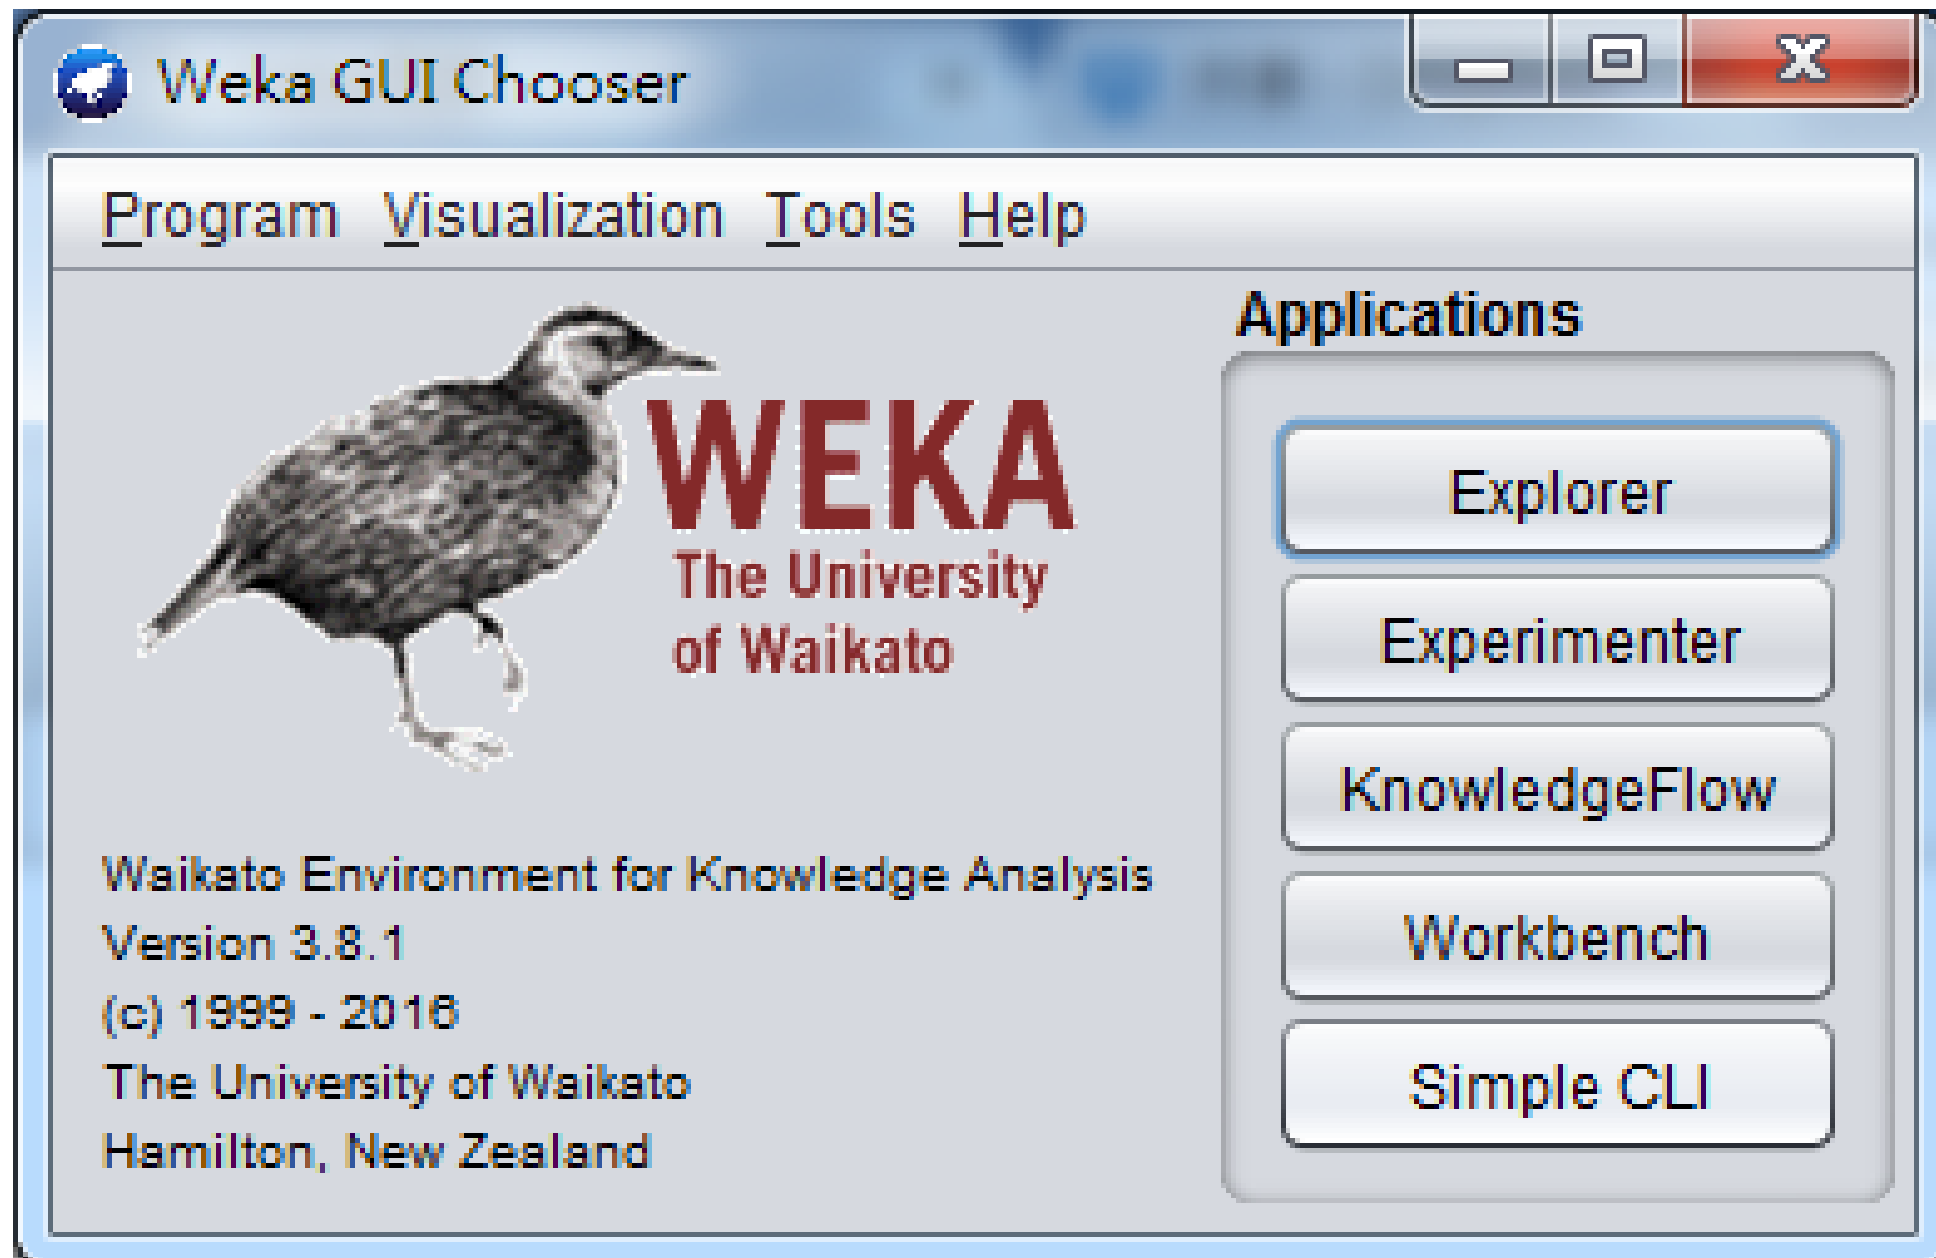 Weka GUI Chooser
Program Visualization Tools Help
WEKA
The University
of Waikato
Waikato Environment for Knowledge Analysis
Version 3.8.1
(c) 1999 - 2016
The University of Waikato
Hamilton, New Zealand
Applications
Explorer
Experimenter
KnowledgeFlow
Workbench
Simple CLI